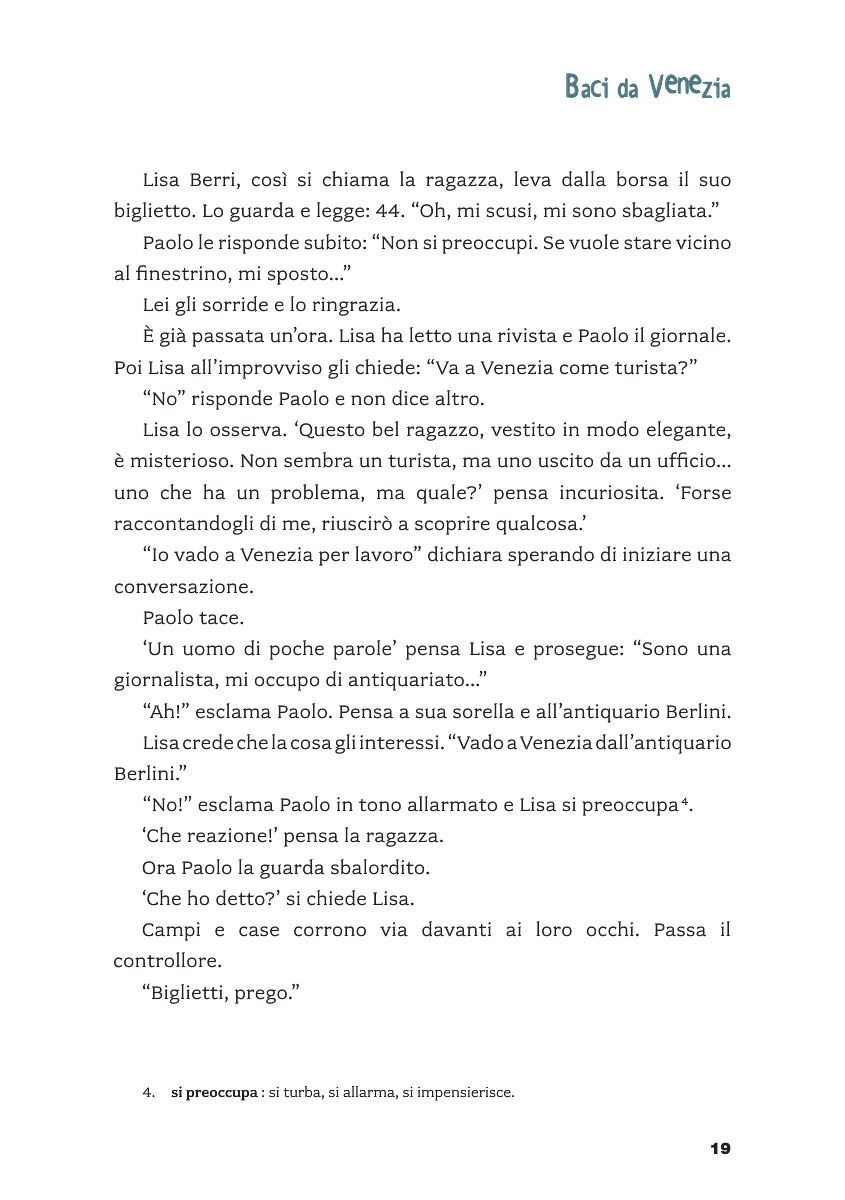 Baci da Venezia
Lisa Berri, così si chiama la ragazza, leva dalla borsa il suo
biglietto. Lo guarda e legge: 44. “Oh, mi scusi, mi sono sbagliata.”
Paolo le risponde subito: “Non si preoccupi. Se vuole stare vicino
al finestrino, mi sposto...”
Lei gli sorride e lo ringrazia.
È già passata un’ora. Lisa ha letto una rivista e Paolo il giornale.
Poi Lisa all’improvviso gli chiede: “Va a Venezia come turista?”
“No” risponde Paolo e non dice altro.
Lisa lo osserva. ‘Questo bel ragazzo, vestito in modo elegante,
è misterioso. Non sembra un turista, ma uno uscito da un ufficio...
uno che ha un problema, ma quale?’ pensa incuriosita. ‘Forse
raccontandogli di me, riuscirò a scoprire qualcosa.’
“Io vado a Venezia per lavoro” dichiara sperando di iniziare una
conversazione.
Paolo tace.
‘Un uomo di poche parole’ pensa Lisa e prosegue: “Sono una
giornalista, mi occupo di antiquariato...”
“Ah!” esclama Paolo. Pensa a sua sorella e all’antiquario Berlini.
Lisa crede che la cosa gli interessi. “Vado a Venezia dall’antiquario
Berlini.”
“No!” esclama Paolo in tono allarmato e Lisa si preoccupa⁴.
‘Che reazione!’ pensa la ragazza.
Ora Paolo la guarda sbalordito.
‘Che ho detto?’ si chiede Lisa.
Campi e case corrono via davanti ai loro occhi. Passa il
controllore.
“Biglietti, prego.”
4. si preoccupa : si turba, si allarma, si impensierisce.
19